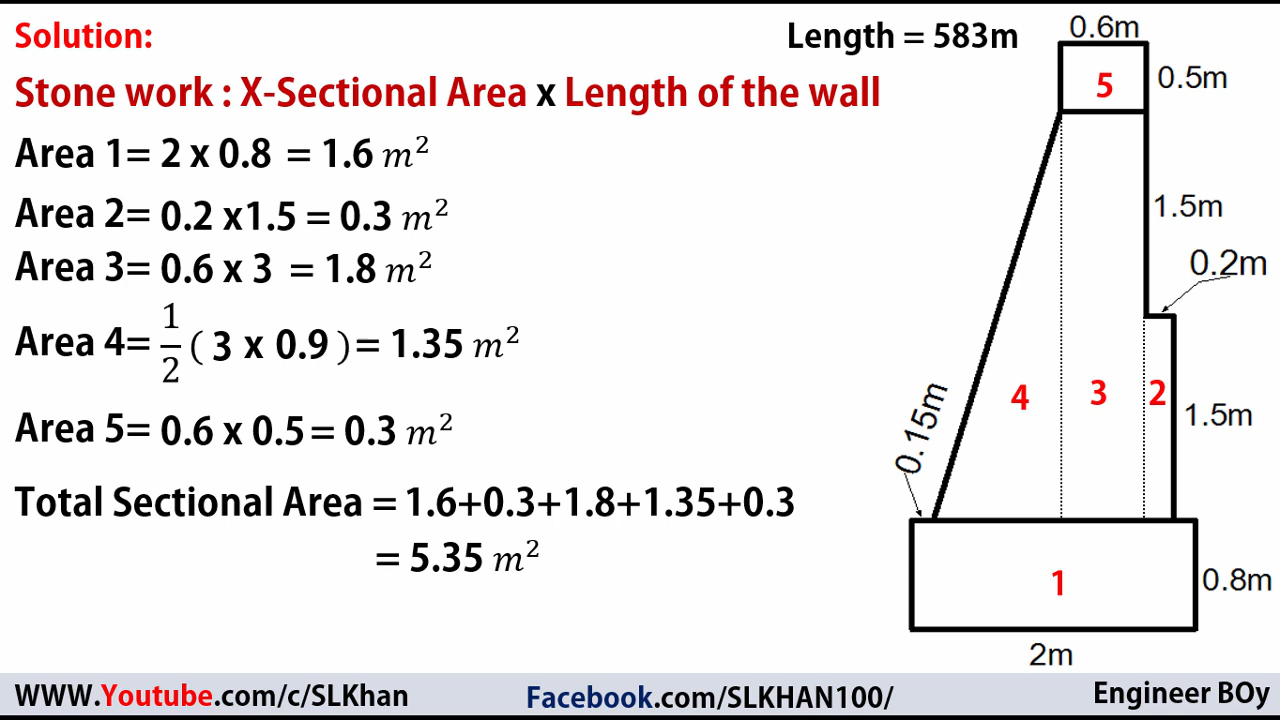 Solution:
Length = 583m
Stone work : X-Sectional Area x Length of the wall
Area 1= 2 x 0.8 = 1.6 m²
Area 2= 0.2 x1.5 = 0.3 m²
Area 3= 0.6 x 3 = 1.8 m²
Area 4= 1/2 ( 3 x 0.9 ) = 1.35 m²
Area 5= 0.6 x 0.5 = 0.3 m²
Total Sectional Area = 1.6+0.3+1.8+1.35+0.3
= 5.35 m²
0.6m
5
0.5m
1.5m
0.2m
0.15m
4
3
2
1.5m
1
0.8m
2m
WWW.Youtube.com/c/SLKhan
Facebook.com/SLKHAN100/
Engineer BOy